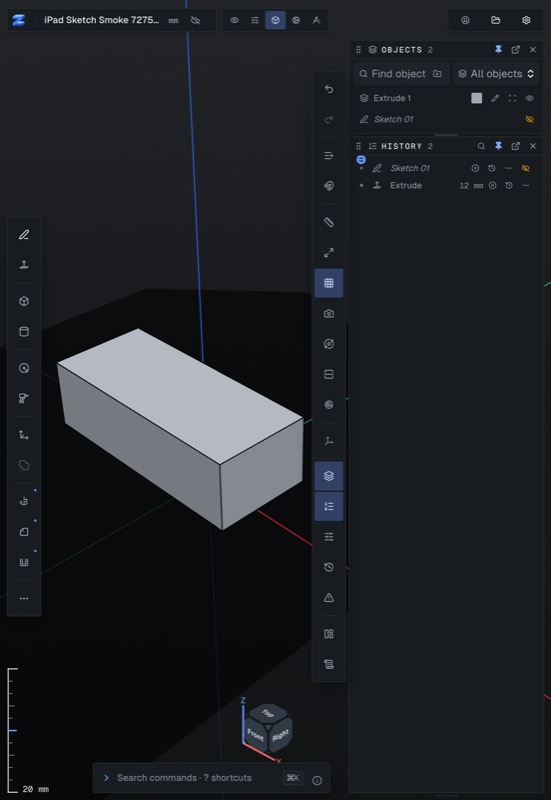 iPad Sketch Smoke 7275... mm
OBJECTS 2
Find object
All objects
Extrude 1
Sketch 01
HISTORY 2
Sketch 01
Extrude 12 mm
Z
Top
Front
Right
X
20 mm
Search commands · ? shortcuts
⌘K